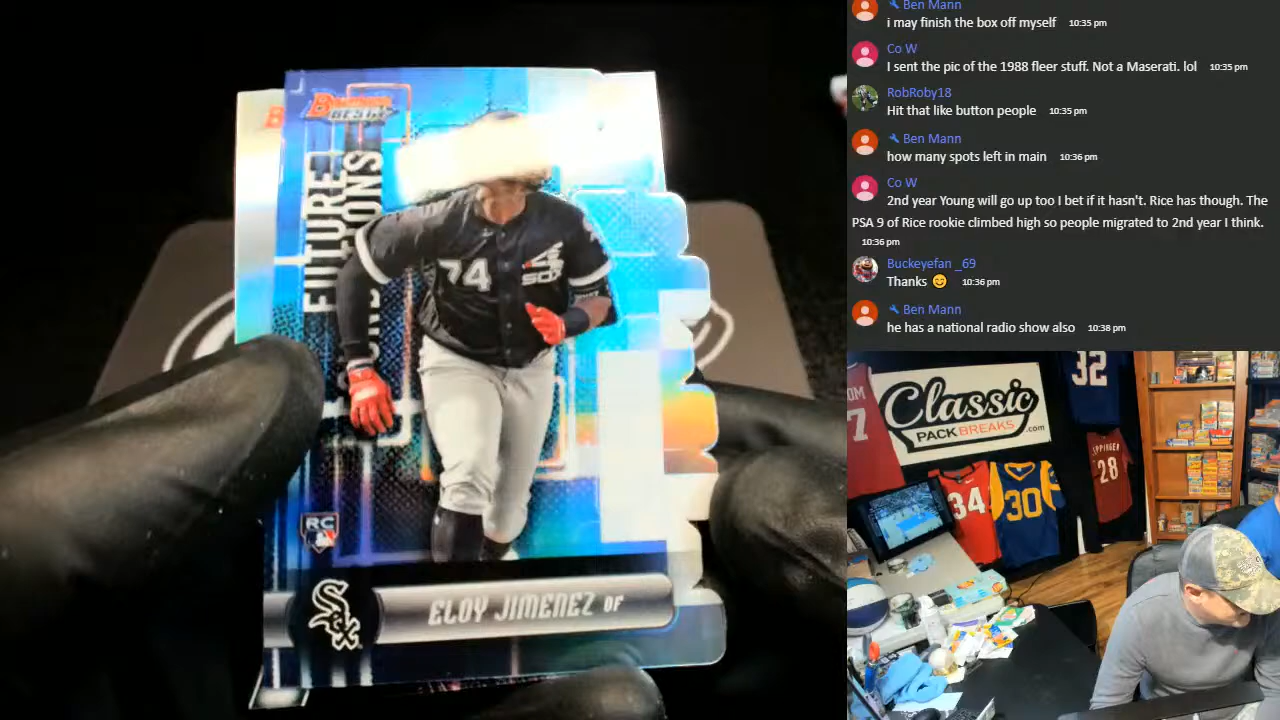 Bowman's
BEST
FUTURE
74
SOX
RC
Sox
ELOY JIMENEZ OF
Ben Mann
i may finish the box off myself 10:35 pm
Co W
I sent the pic of the 1988 fleer stuff. Not a Maserati. lol 10:35 pm
RobRoby18
Hit that like button people 10:35 pm
Ben Mann
how many spots left in main 10:36 pm
Co W
2nd year Young will go up too I bet if it hasn't. Rice has though. The
PSA 9 of Rice rookie climbed high so people migrated to 2nd year I think.
10:36 pm
Buckeyefan _69
Thanks 😊 10:36 pm
Ben Mann
he has a national radio show also 10:38 pm
Classic
PACK BREAKS .com
32
7
34
30
28